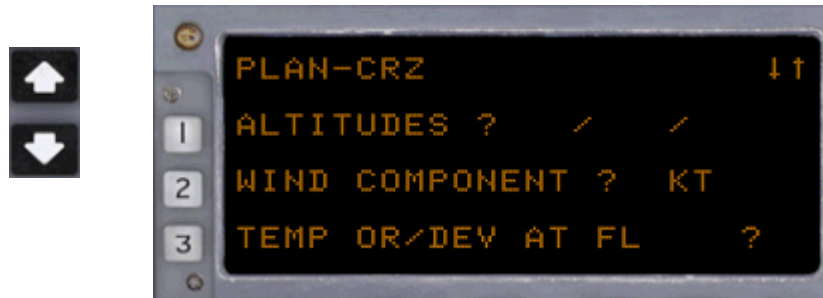 PLAN-CRZ ↓↑
1 ALTITUDES ? / /
2 WIND COMPONENT ? KT
3 TEMP OR/DEV AT FL ?